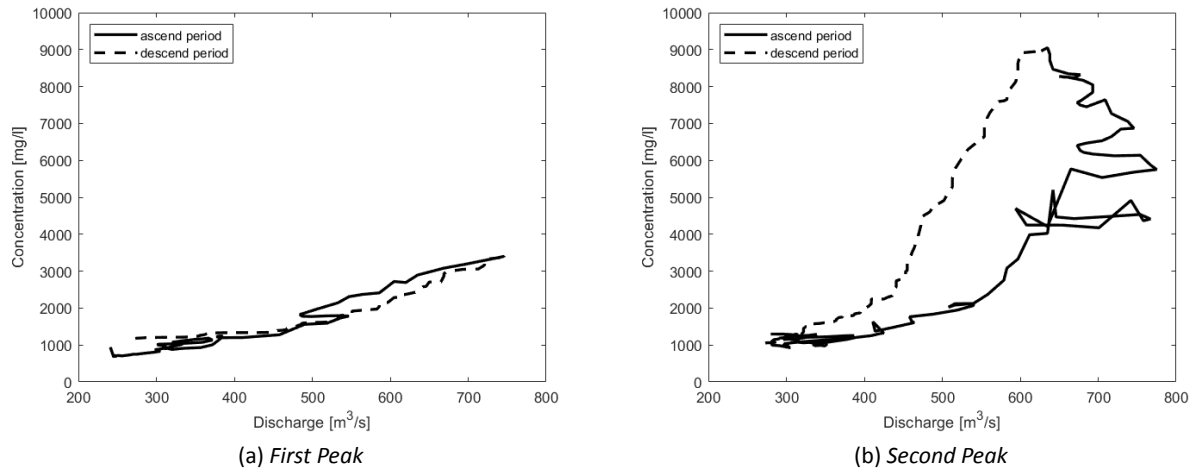 10000
9000
8000
7000
6000
5000
4000
3000
2000
1000
0
Concentration [mg/l]
ascend period
descend period
200 300 400 500 600 700 800
Discharge [m³/s]
(a) First Peak
10000
9000
8000
7000
6000
5000
4000
3000
2000
1000
0
Concentration [mg/l]
ascend period
descend period
200 300 400 500 600 700 800
Discharge [m³/s]
(b) Second Peak